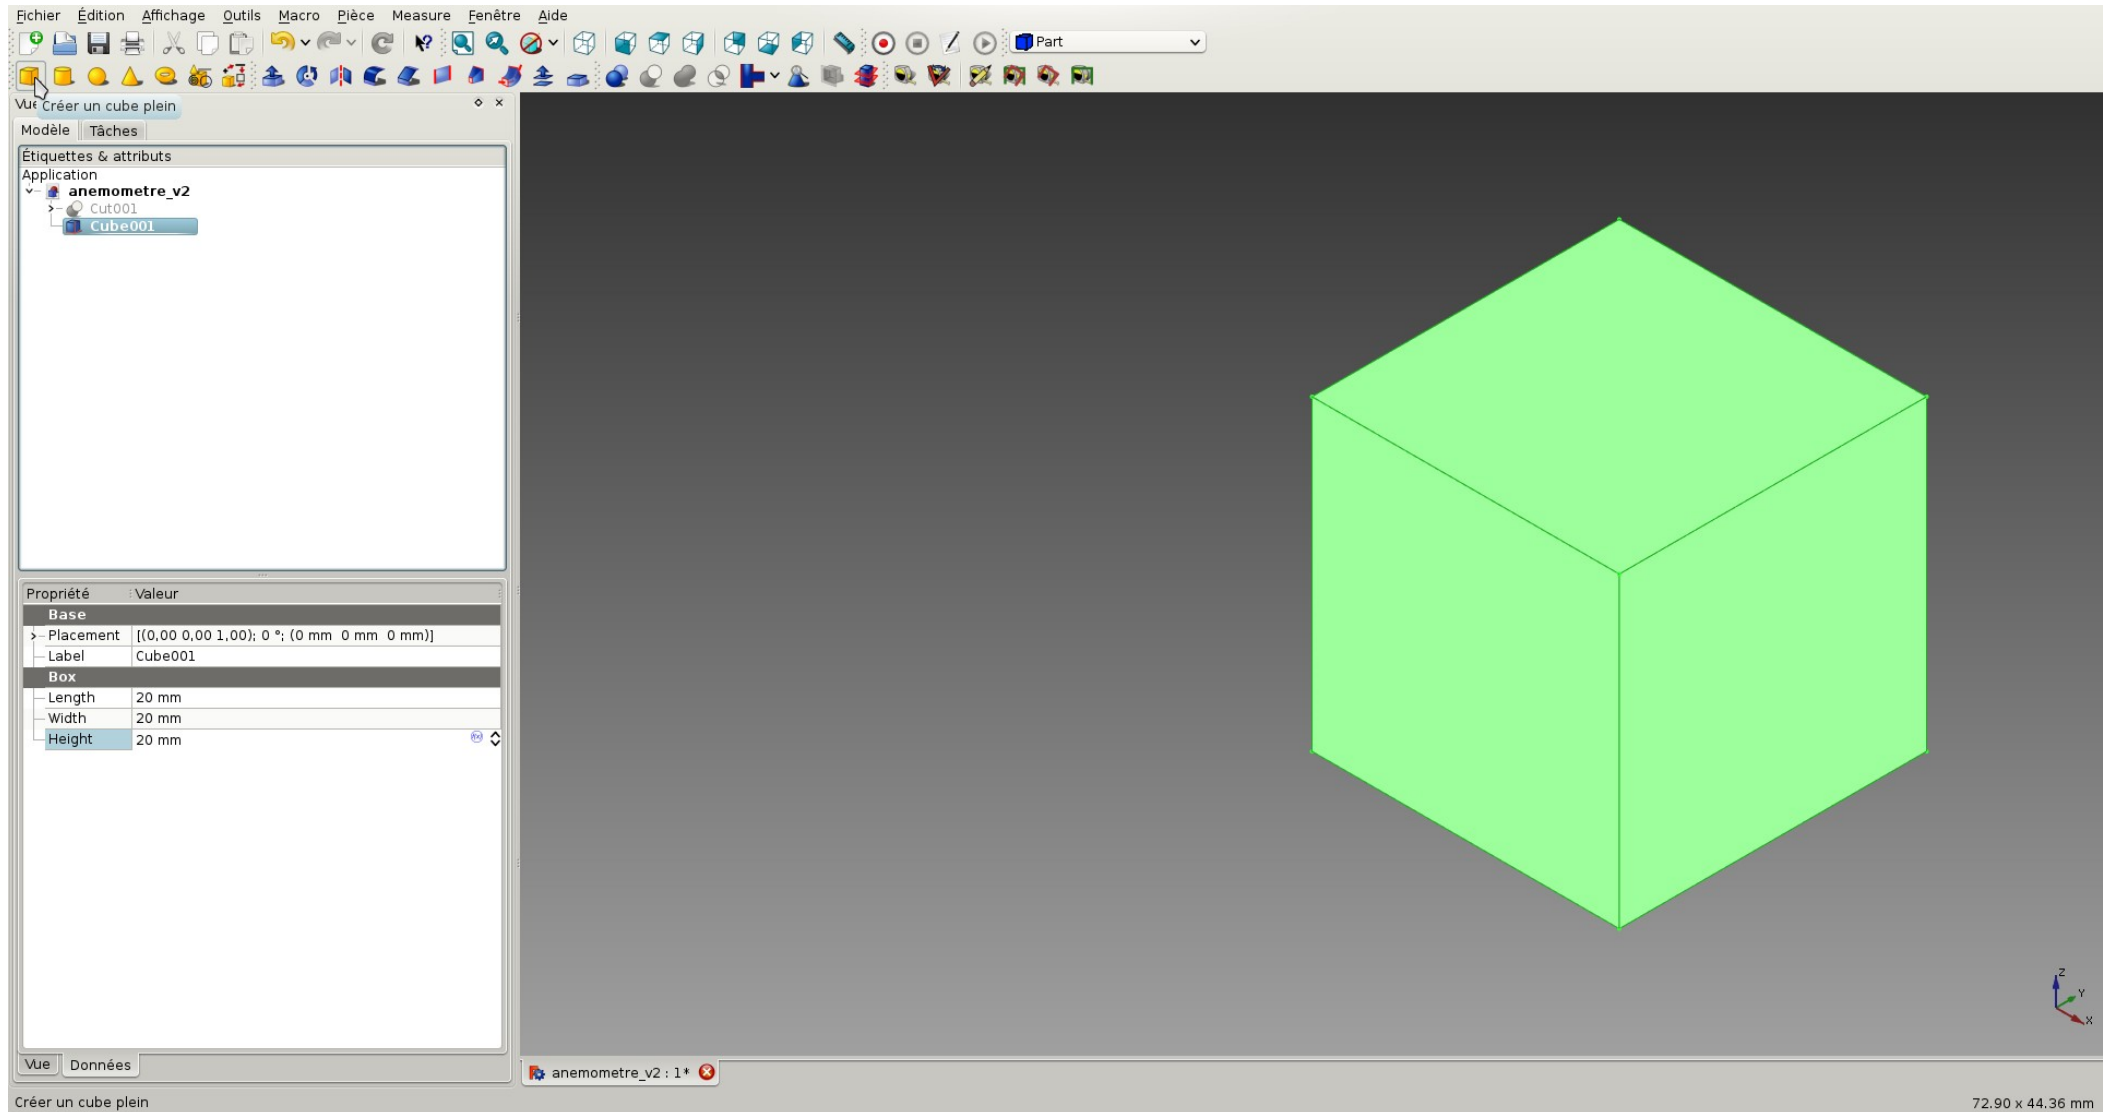 Fichier Édition Affichage Outils Macro Pièce Measure Fenêtre Aide
Part
Vue
Créer un cube plein
Modèle Tâches
Étiquettes & attributs
Application
anemometre_v2
Cut001
Cube001
Propriété Valeur
Base
Placement [(0,00 0,00 1,00); 0 °; (0 mm 0 mm 0 mm)]
Label Cube001
Box
Length 20 mm
Width 20 mm
Height 20 mm
Z
Y
X
Vue Données
anemometre_v2 : 1*
Créer un cube plein
72.90 x 44.36 mm